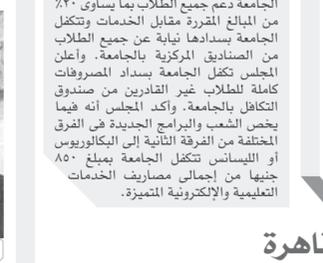 الجامعة دعم جميع الطلاب بما يساوى ٢٠٪
من المبالغ المقررة مقابل الخدمات وتتكفل
الجامعة بسدادها نيابة عن جميع الطلاب
من الصناديق المركزية بالجامعة. وأعلن
المجلس تكفل الجامعة بسداد المصروفات
كاملة للطلاب غير القادرين من صندوق
التكافل بالجامعة. وأكد المجلس أنه فيما
يخص الشعب والبرامج الجديدة فى الفرق
المختلفة من الفرقة الثانية إلى البكالوريوس
أو الليسانس تتكفل الجامعة بمبلغ ٨٥٠
جنيها من إجمالى مصاريف الخدمات
التعليمية والإلكترونية المتميزة.